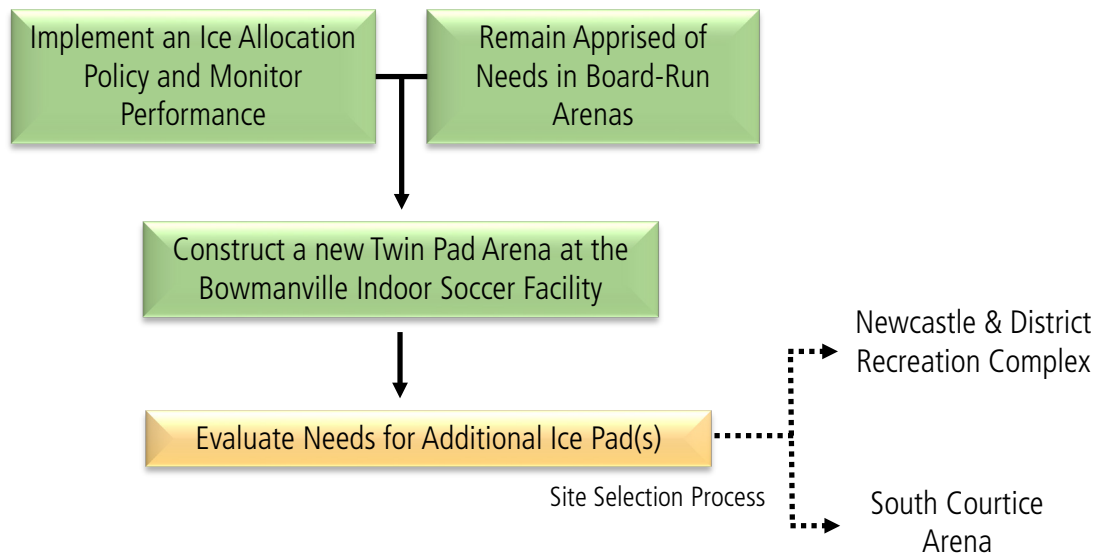 Implement an Ice Allocation
Policy and Monitor
Performance
Remain Apprised of
Needs in Board-Run
Arenas
Construct a new Twin Pad Arena at the
Bowmanville Indoor Soccer Facility
Evaluate Needs for Additional Ice Pad(s)
Site Selection Process
Newcastle & District
Recreation Complex
South Courtice
Arena